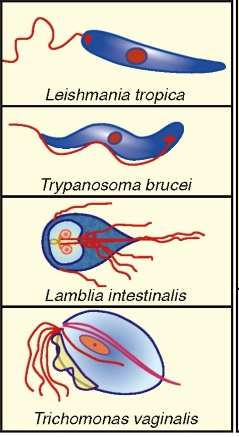 Leishmania tropica
Trypanosoma brucei
Lamblia intestinalis
Trichomonas vaginalis